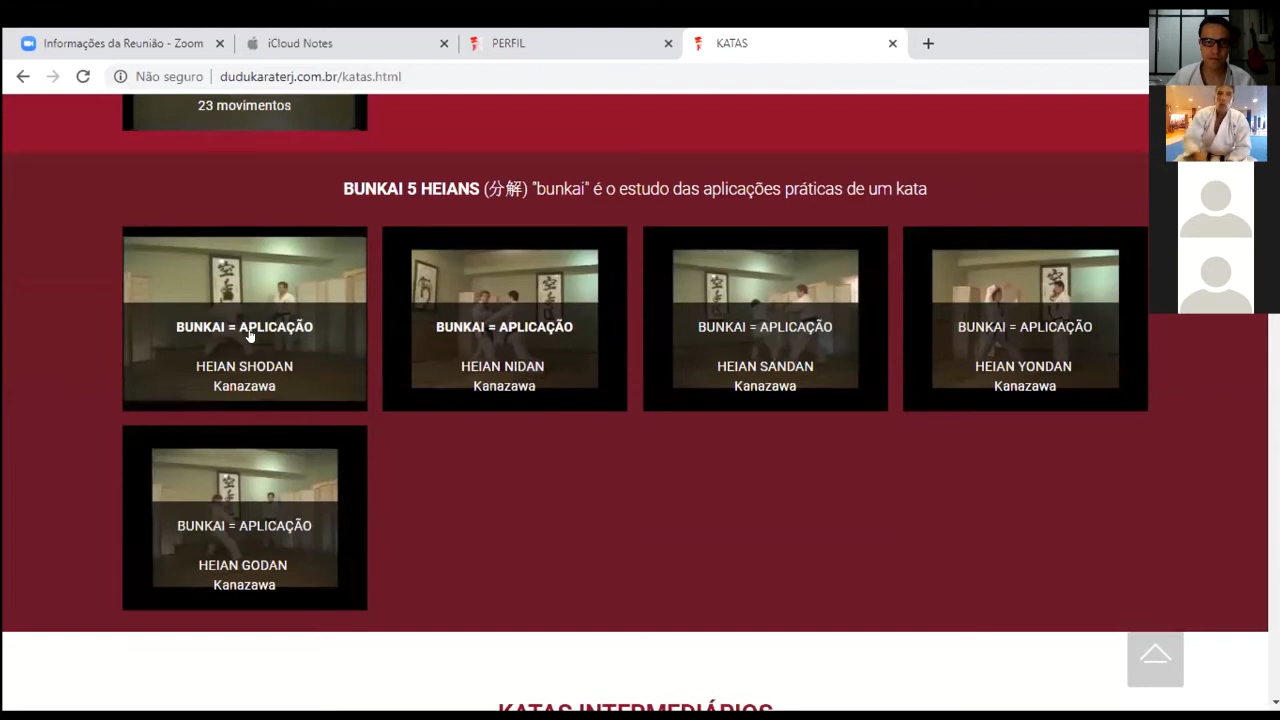 Informações da Reunião - Zoom
iCloud Notes
PERFIL
KATAS
Não seguro
dudukaraterj.com.br/katas.html
23 movimentos
BUNKAI 5 HEIANS (分解) "bunkai" é o estudo das aplicações práticas de um kata
BUNKAI = APLICAÇÃO
HEIAN SHODAN
Kanazawa
BUNKAI = APLICAÇÃO
HEIAN NIDAN
Kanazawa
BUNKAI = APLICAÇÃO
HEIAN SANDAN
Kanazawa
BUNKAI = APLICAÇÃO
HEIAN YONDAN
Kanazawa
BUNKAI = APLICAÇÃO
HEIAN GODAN
Kanazawa
KATAS INTERMEDIÁRIOS